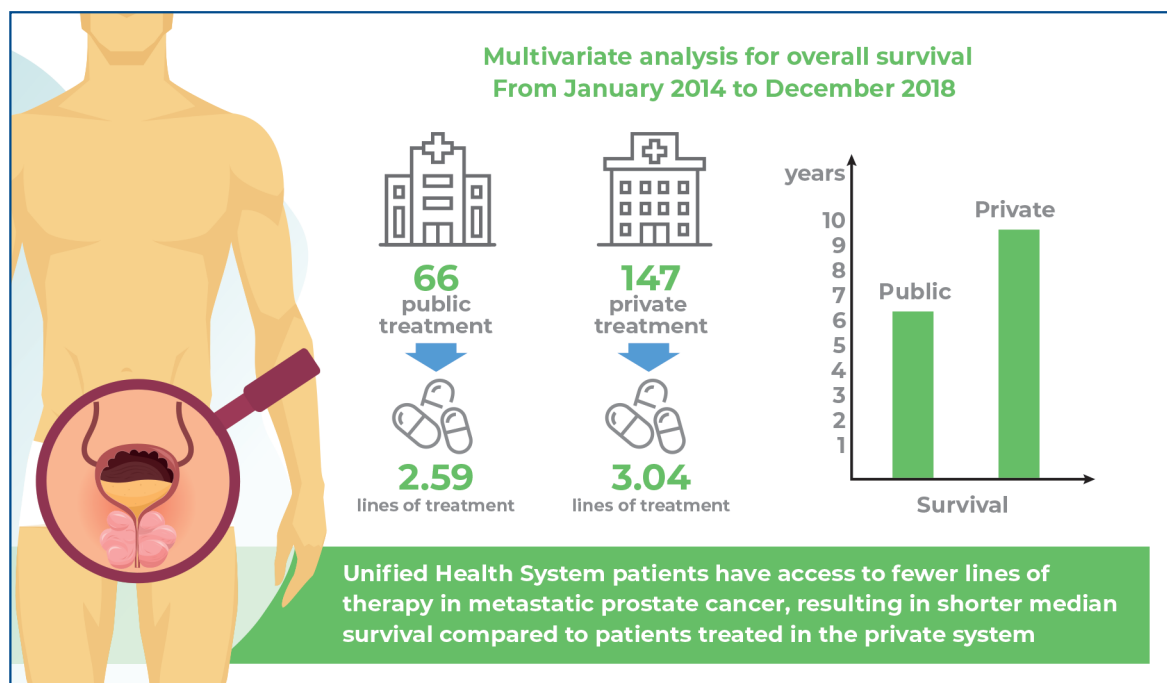 Multivariate analysis for overall survival
From January 2014 to December 2018
66
public
treatment
2.59
lines of treatment
147
private
treatment
3.04
lines of treatment
years
10
9
8
7
6
5
4
3
2
1
Public
Private
Survival
Unified Health System patients have access to fewer lines of
therapy in metastatic prostate cancer, resulting in shorter median
survival compared to patients treated in the private system